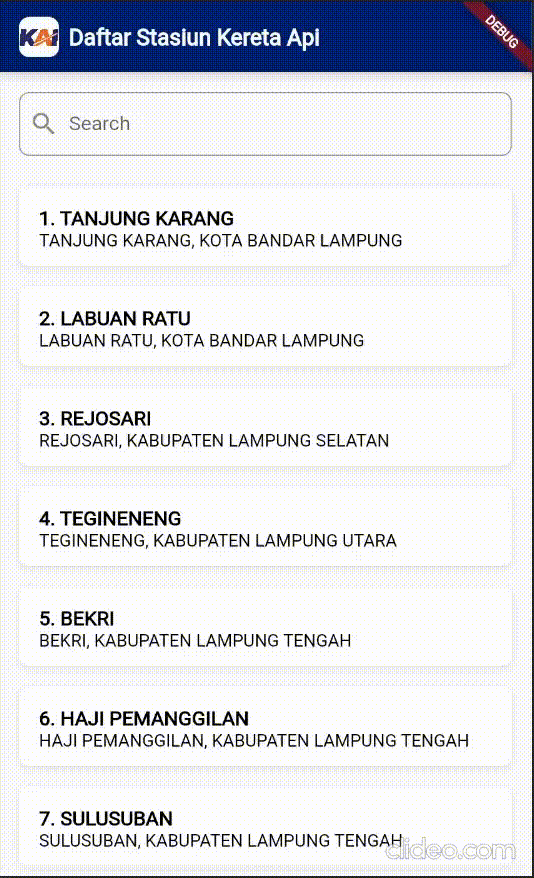 KAI Daftar Stasiun Kereta Api
DEBUG
Search
1. TANJUNG KARANG
TANJUNG KARANG, KOTA BANDAR LAMPUNG
2. LABUAN RATU
LABUAN RATU, KOTA BANDAR LAMPUNG
3. REJOSARI
REJOSARI, KABUPATEN LAMPUNG SELATAN
4. TEGINENENG
TEGINENENG, KABUPATEN LAMPUNG UTARA
5. BEKRI
BEKRI, KABUPATEN LAMPUNG TENGAH
6. HAJI PEMANGGILAN
HAJI PEMANGGILAN, KABUPATEN LAMPUNG TENGAH
7. SULUSUBAN
SULUSUBAN, KABUPATEN LAMPUNG TENGAH
clideo.com